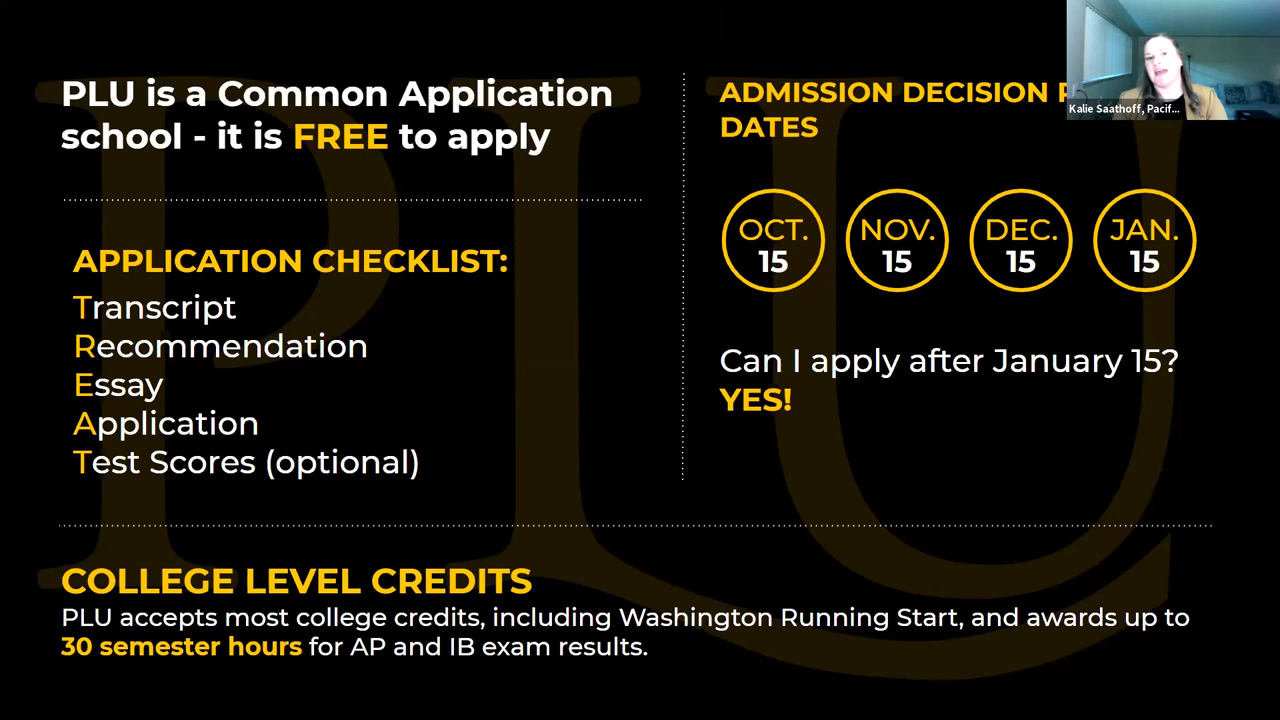 PLU is a Common Application
school - it is FREE to apply
APPLICATION CHECKLIST:
Transcript
Recommendation
Essay
Application
Test Scores (optional)
ADMISSION DECISION
DATES
OCT.
15
NOV.
15
DEC.
15
JAN.
15
Can I apply after January 15?
YES!
Kalie Saathoff, Pacif...
COLLEGE LEVEL CREDITS
PLU accepts most college credits, including Washington Running Start, and awards up to
30 semester hours for AP and IB exam results.
PLU